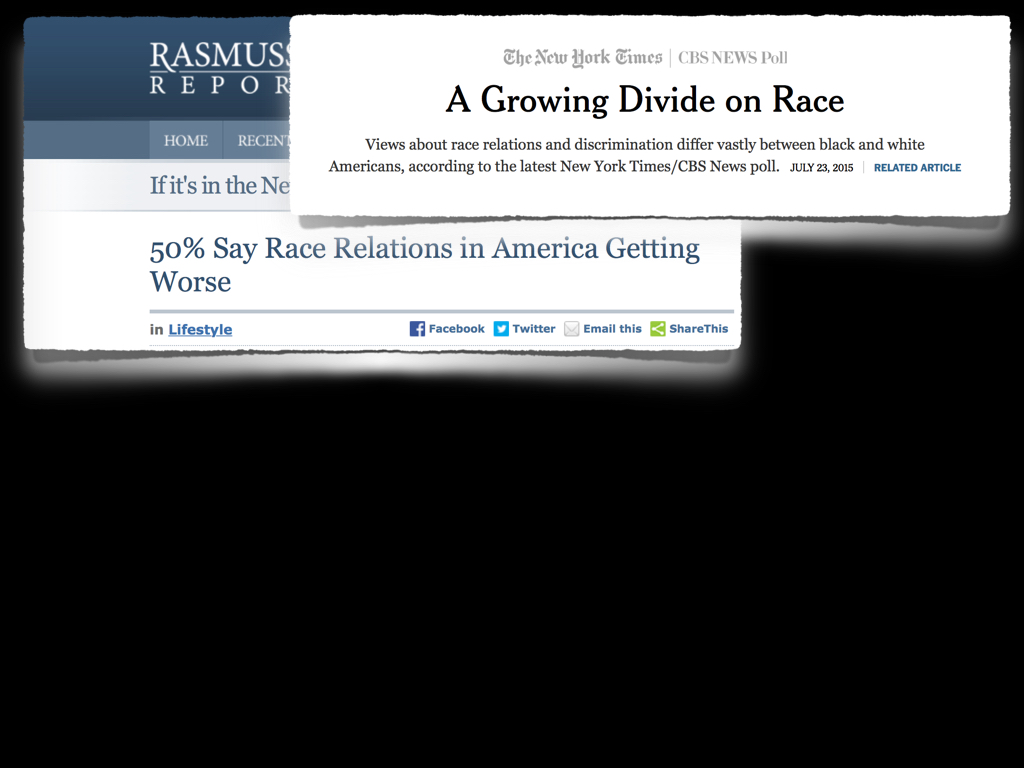 RASMUSS
REPOR
HOME RECENT
If it's in the Ne
50% Say Race Relations in America Getting
Worse
in Lifestyle
Facebook Twitter Email this ShareThis
The New York Times | CBS NEWS Poll
A Growing Divide on Race
Views about race relations and discrimination differ vastly between black and white
Americans, according to the latest New York Times/CBS News poll. JULY 23, 2015 | RELATED ARTICLE